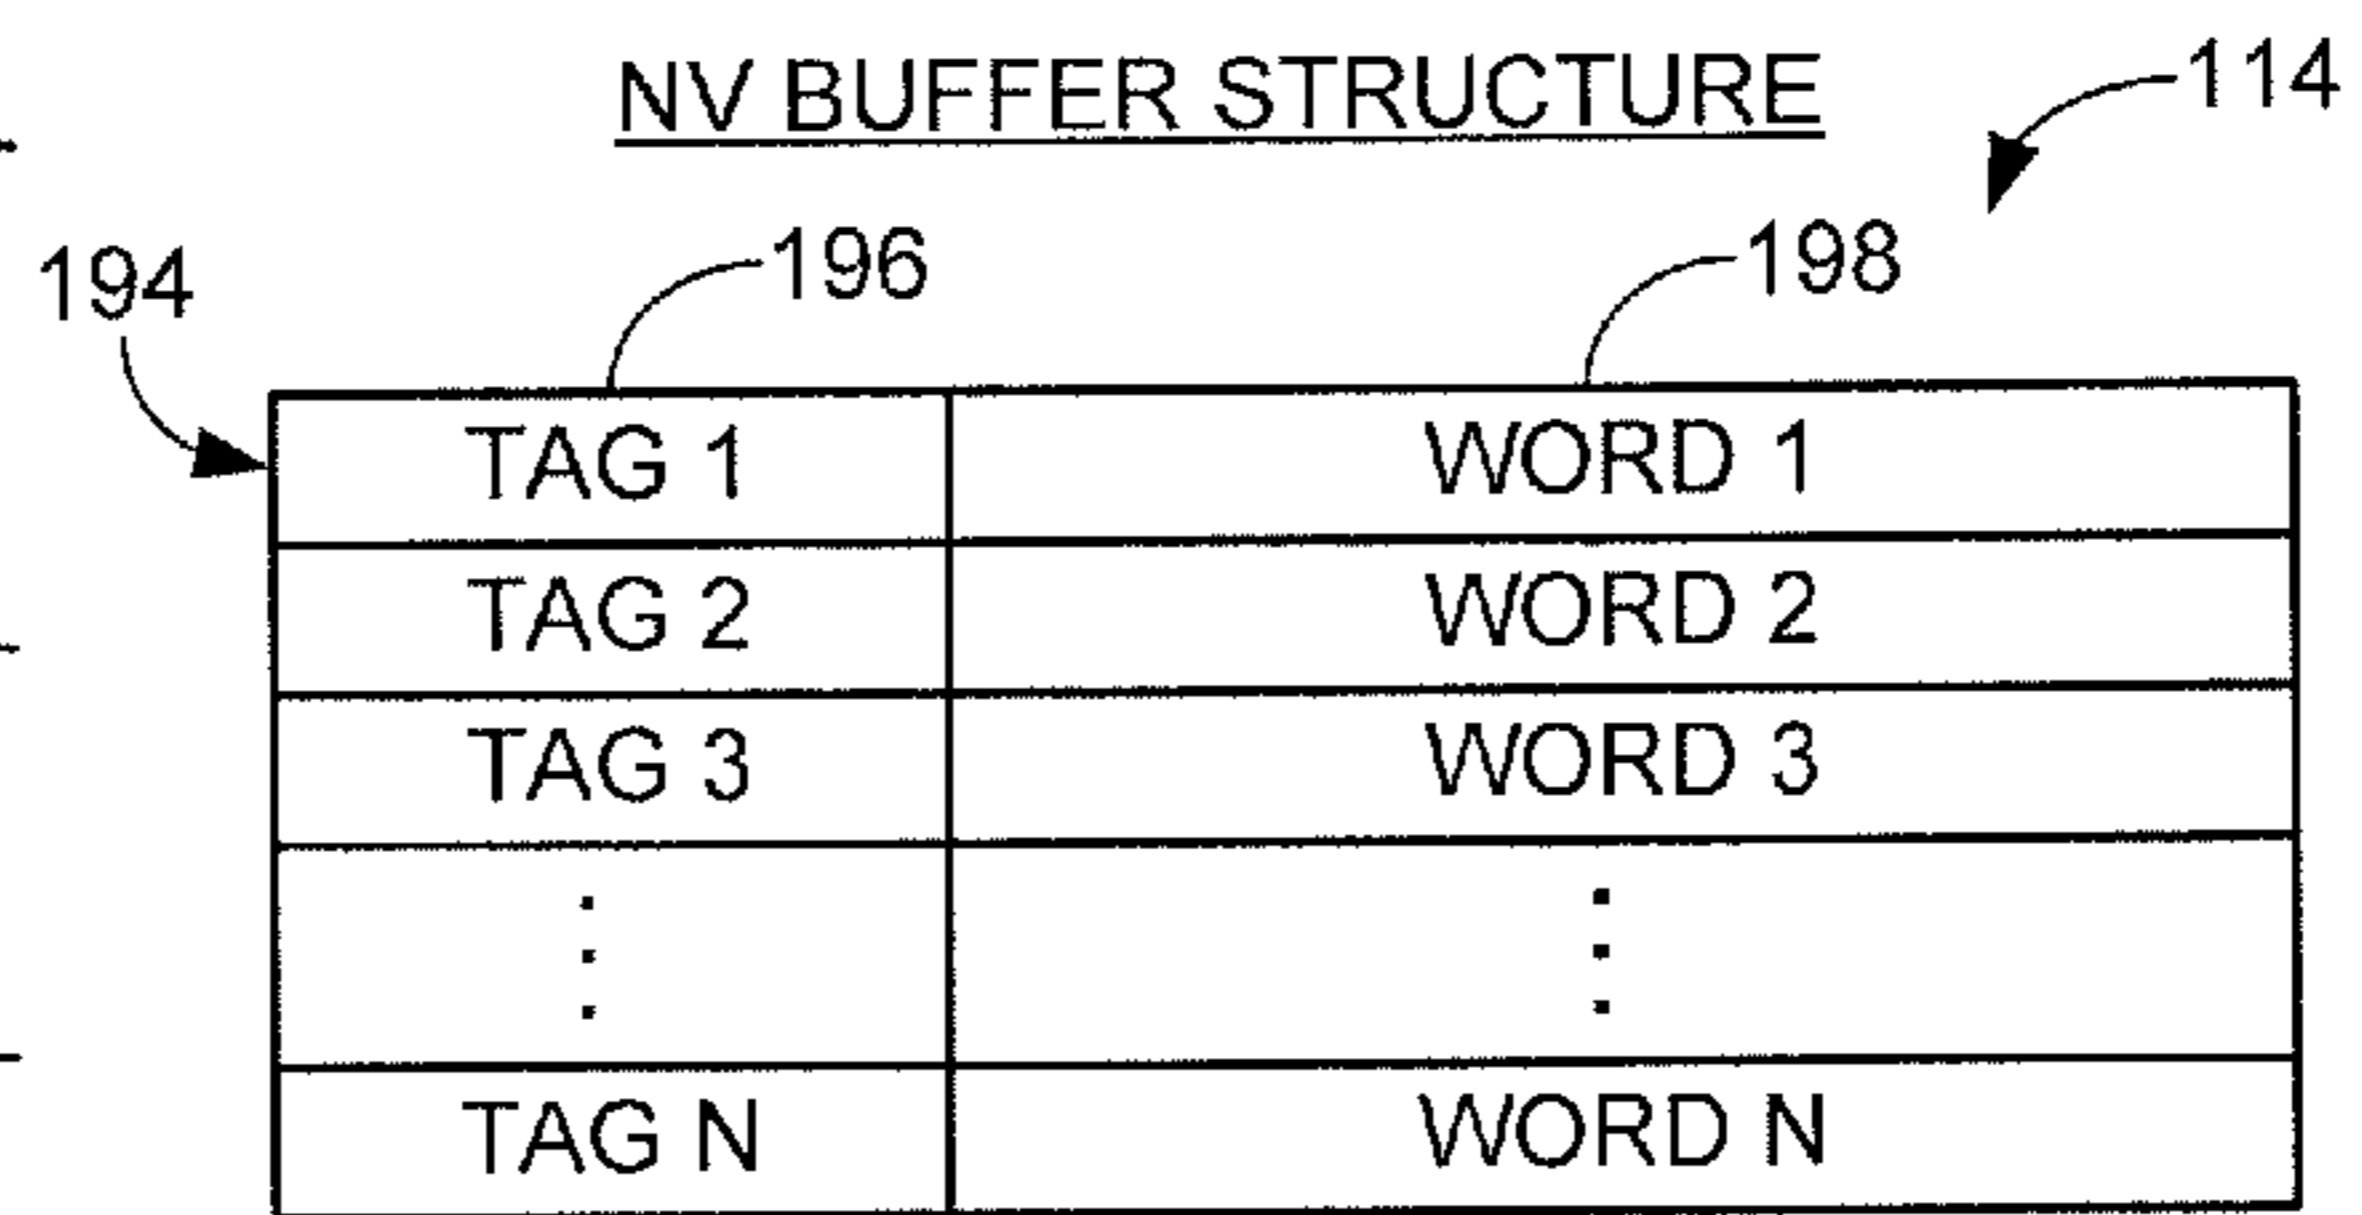 NV BUFFER STRUCTURE
114
194
196
198
TAG 1 WORD 1
TAG 2 WORD 2
TAG 3 WORD 3
TAG N WORD N